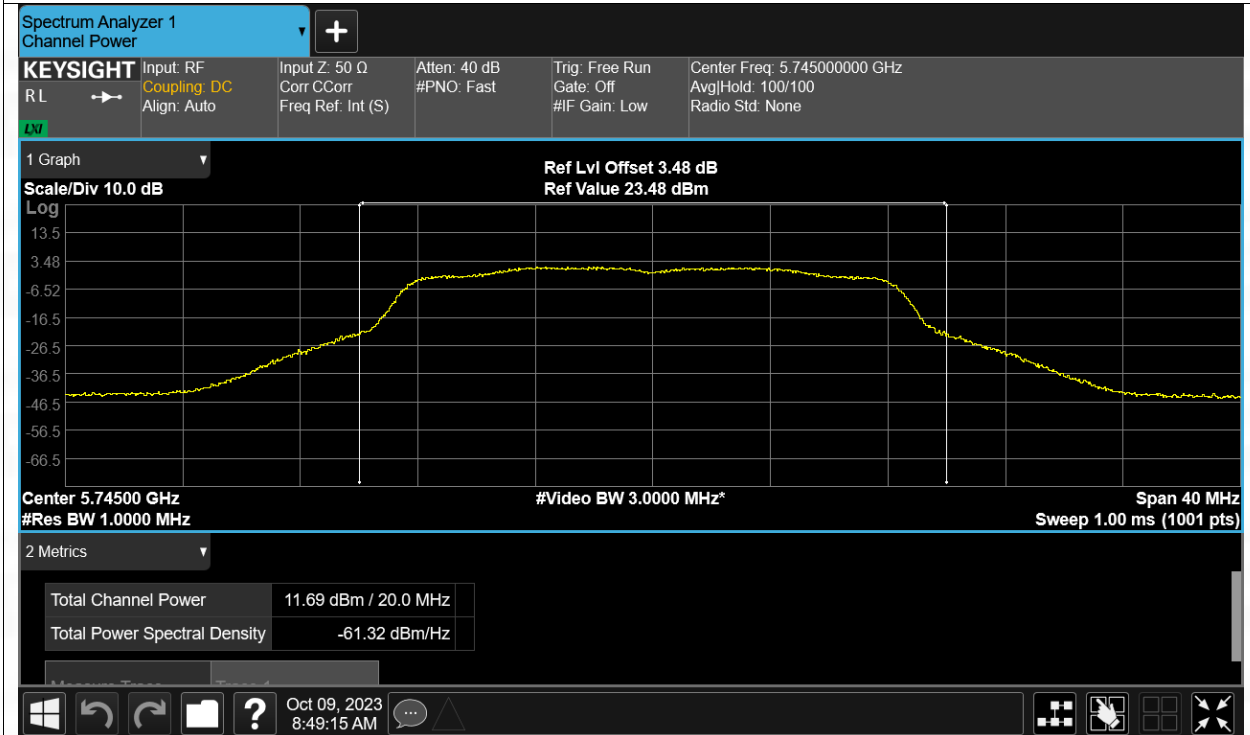 Spectrum Analyzer 1
Channel Power
KEYSIGHT
R L
LXI
Input: RF
Coupling: DC
Align: Auto
Input Z: 50 Ω
Corr CCorr
Freq Ref: Int (S)
Atten: 40 dB
#PNO: Fast
Trig: Free Run
Gate: Off
#IF Gain: Low
Center Freq: 5.745000000 GHz
Avg|Hold: 100/100
Radio Std: None
1 Graph
Scale/Div 10.0 dB
Ref Lvl Offset 3.48 dB
Ref Value 23.48 dBm
Log
13.5
3.48
-6.52
-16.5
-26.5
-36.5
-46.5
-56.5
-66.5
Center 5.74500 GHz
#Video BW 3.0000 MHz*
Span 40 MHz
#Res BW 1.0000 MHz
Sweep 1.00 ms (1001 pts)
2 Metrics
Total Channel Power 11.69 dBm / 20.0 MHz
Total Power Spectral Density -61.32 dBm/Hz
Measure Trace Trace 1
?
Oct 09, 2023
8:49:15 AM